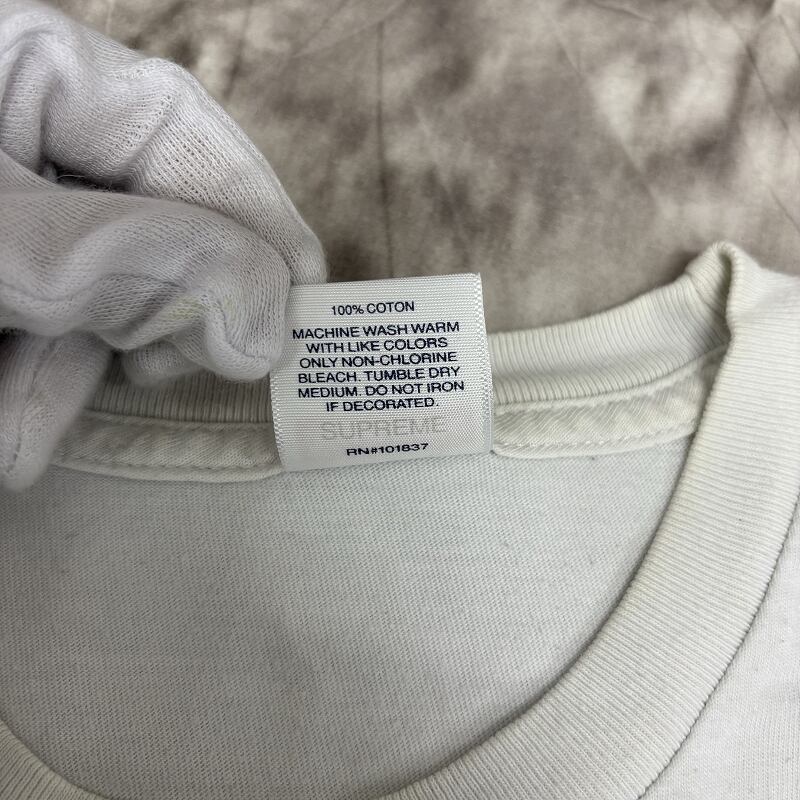 100% COTON
MACHINE WASH WARM
WITH LIKE COLORS
ONLY NON-CHLORINE
BLEACH. TUMBLE DRY
MEDIUM. DO NOT IRON
IF DECORATED.
SUPREME
RN#101837